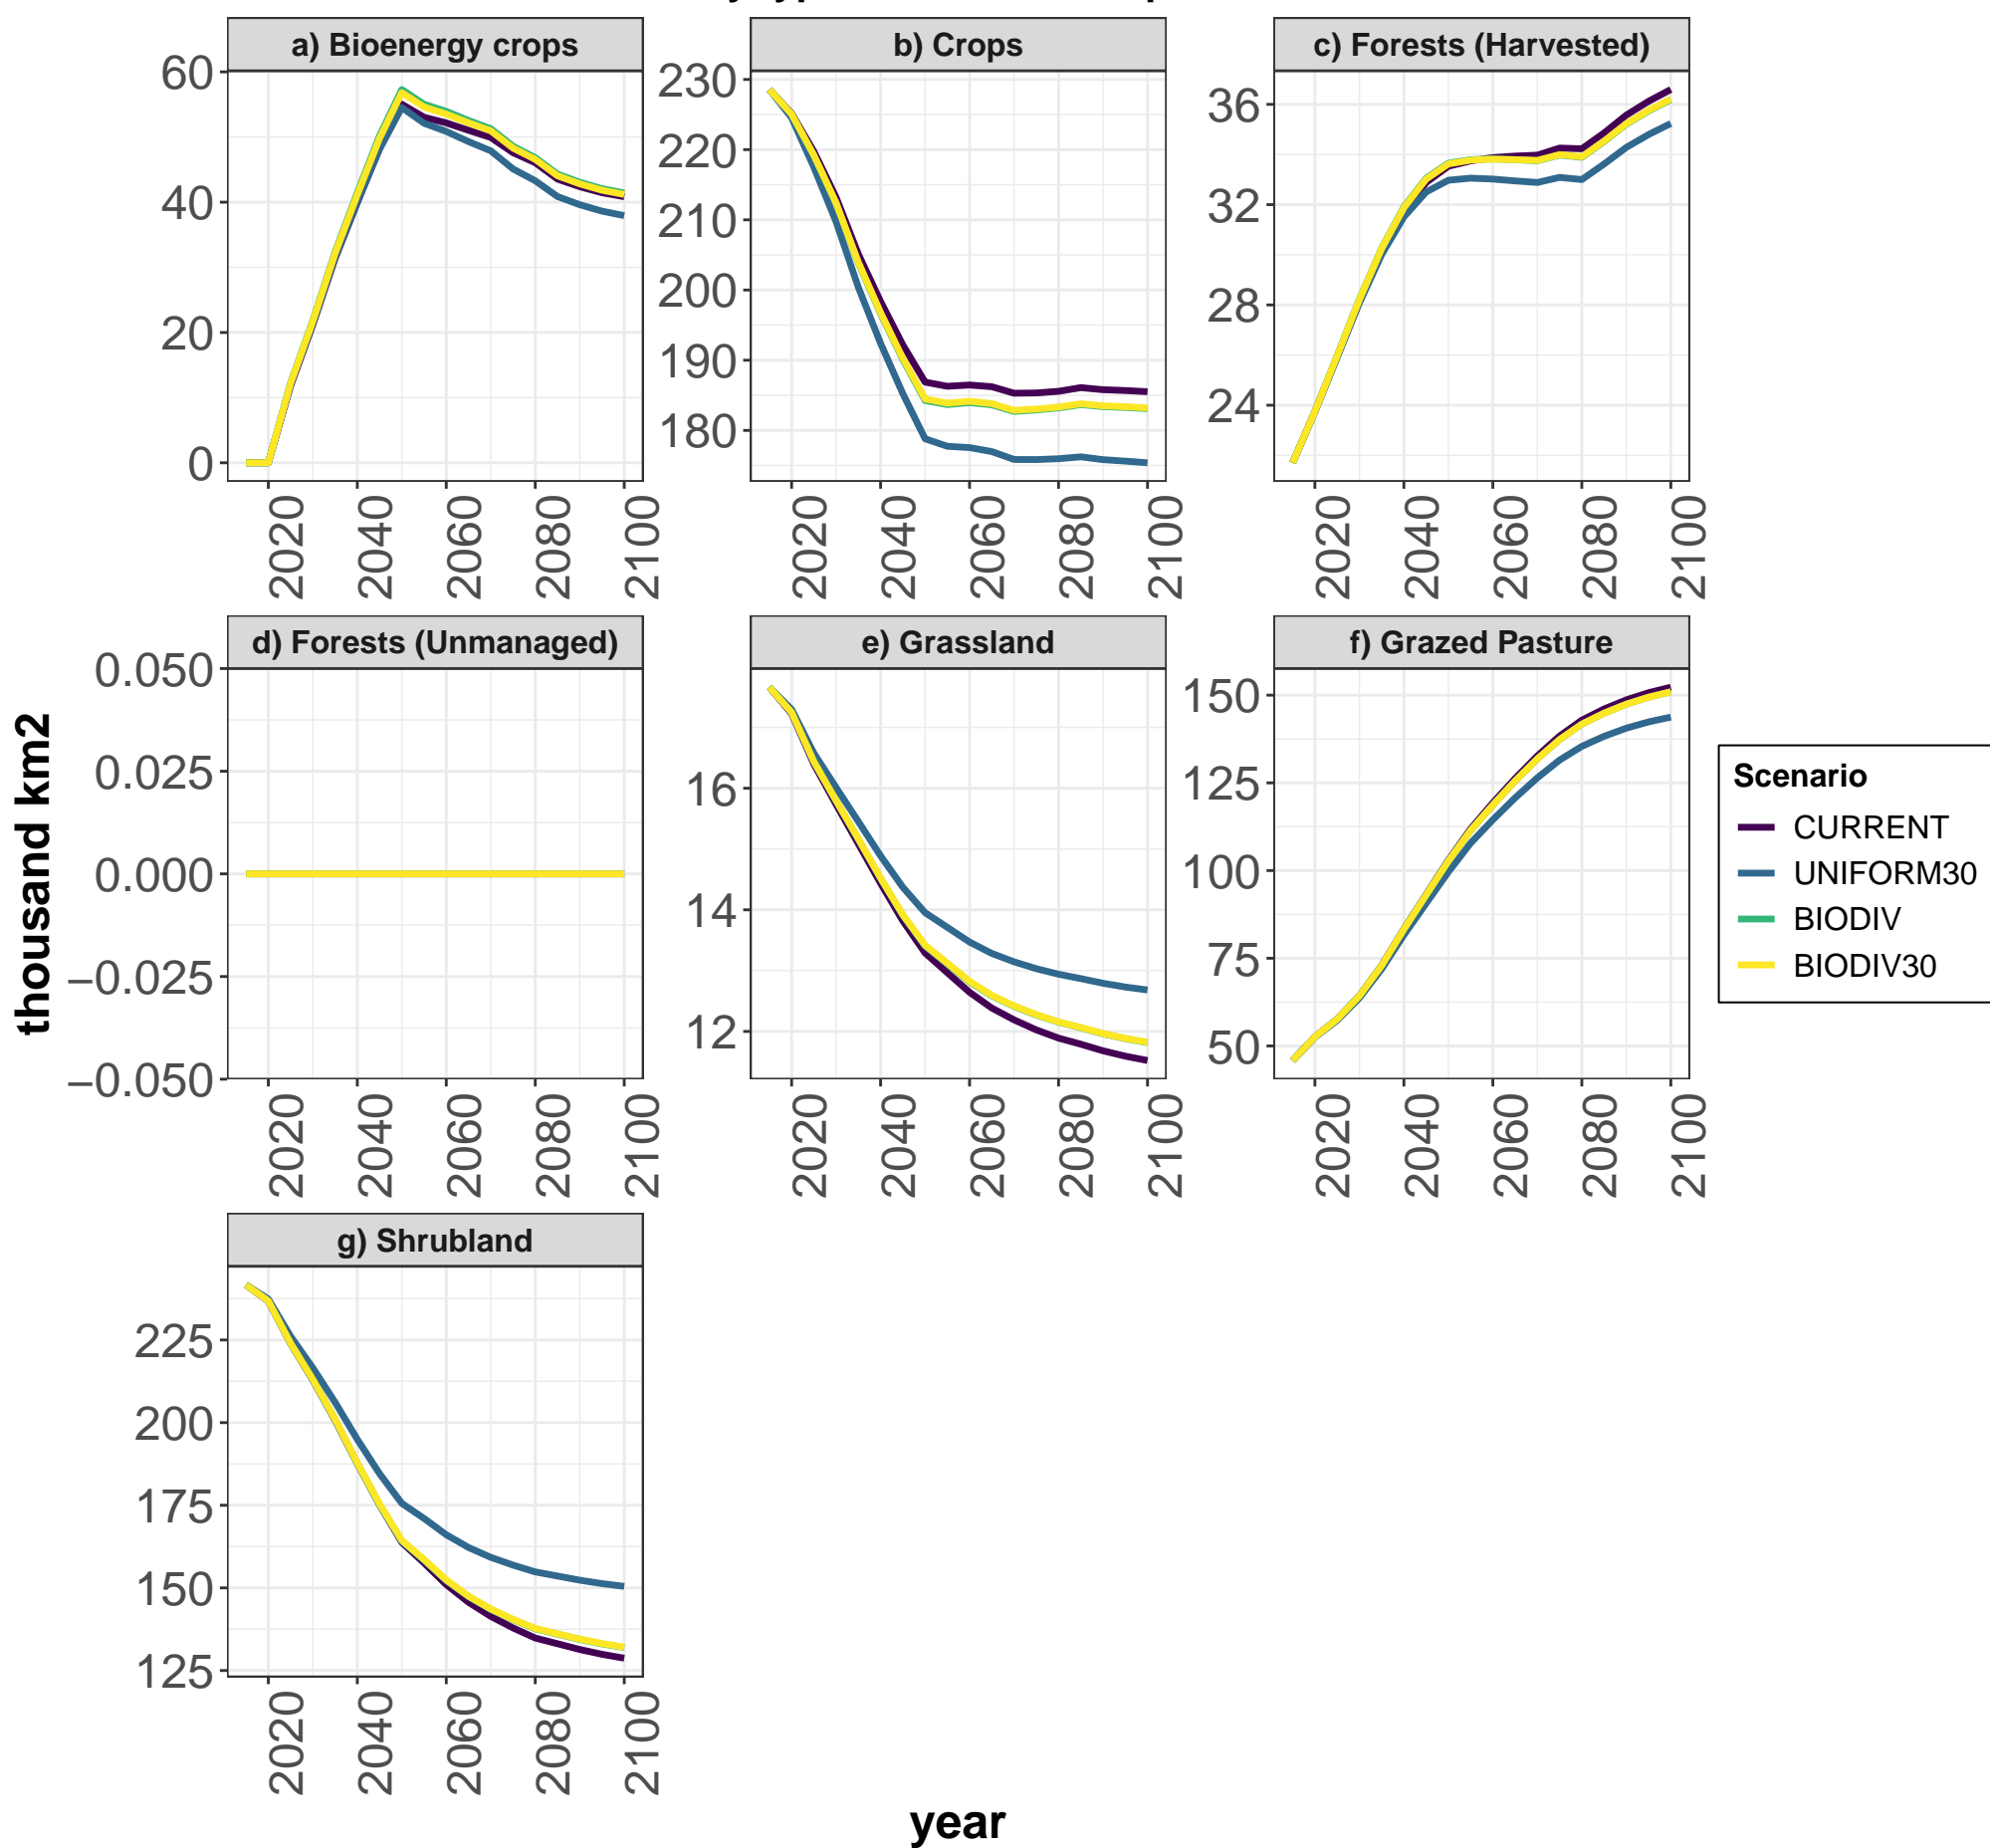 a) Bioenergy crops
b) Crops
c) Forests (Harvested)
60
40
20
0
230
220
210
200
190
180
36
32
28
24
2020 2040 2060 2080 2100
2020 2040 2060 2080 2100
2020 2040 2060 2080 2100
d) Forests (Unmanaged)
e) Grassland
f) Grazed Pasture
0.050
0.025
0.000
−0.025
−0.050
16
14
12
150
125
100
75
50
2020 2040 2060 2080 2100
2020 2040 2060 2080 2100
2020 2040 2060 2080 2100
thousand km2
Scenario
CURRENT
UNIFORM30
BIODIV
BIODIV30
g) Shrubland
225
200
175
150
125
2020 2040 2060 2080 2100
year